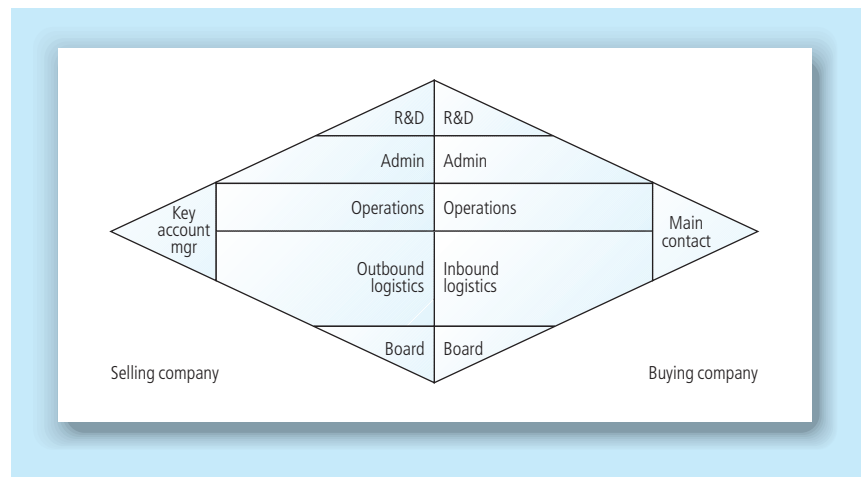 R&D R&D
Admin Admin
Operations Operations
Key
account
mgr
Main
contact
Outbound
logistics
Inbound
logistics
Board Board
Selling company
Buying company